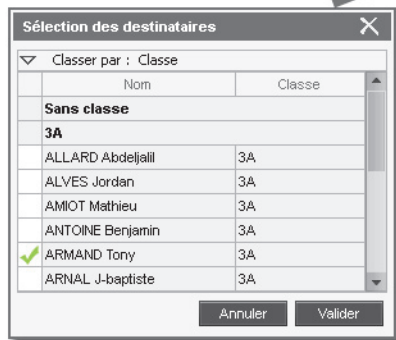 Sélection des destinataires
Classer par : Classe
Nom Classe
Sans classe
3A
ALLARD Abdeljalil 3A
ALVES Jordan 3A
AMIOT Mathieu 3A
ANTOINE Benjamin 3A
ARMAND Tony 3A
ARNAL J-baptiste 3A
Annuler Valider